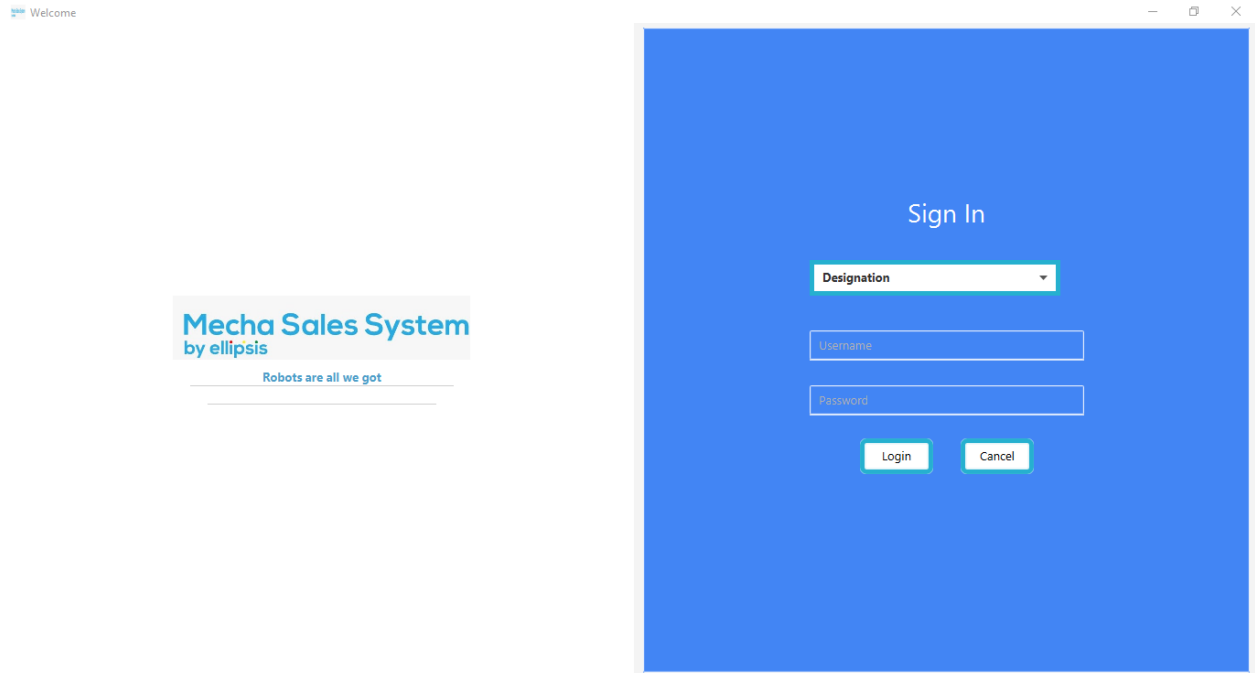 Welcome
Mecha Sales System
by ellipsis
Robots are all we got
Sign In
Designation
Username
Password
Login
Cancel